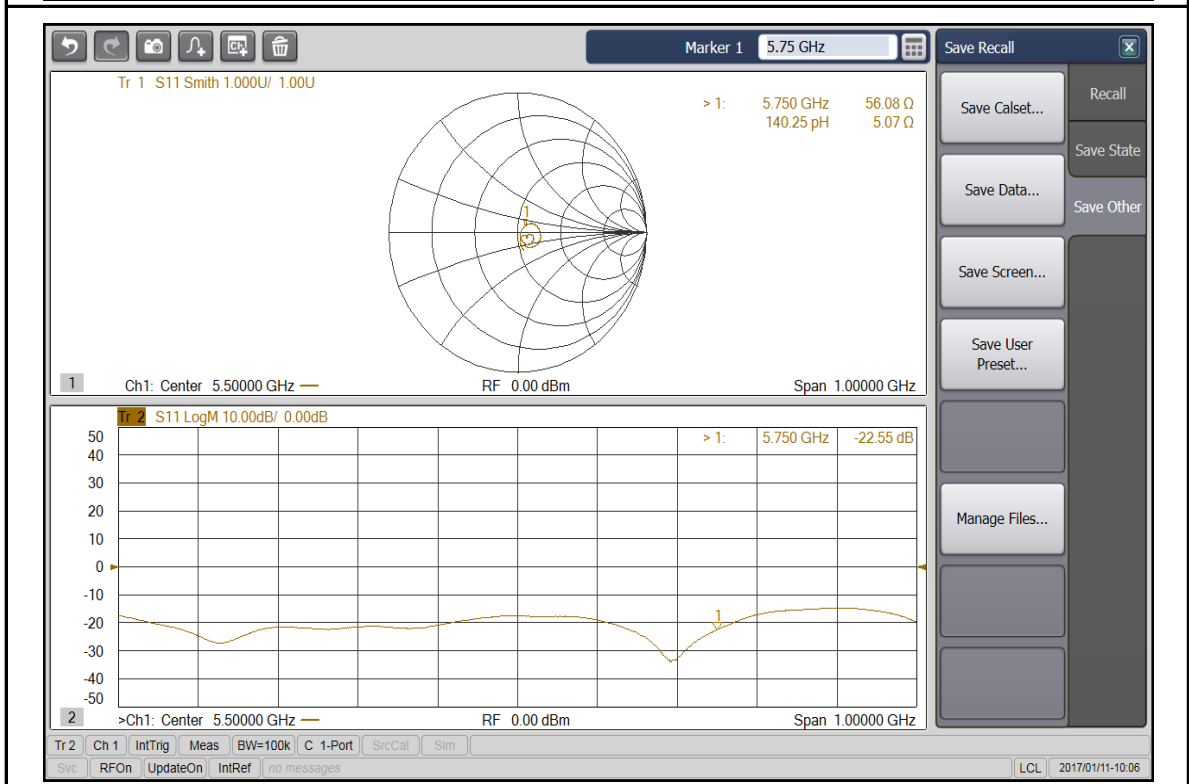 Marker 1 5.75 GHz
Save Recall
Tr 1 S11 Smith 1.000U/ 1.00U
> 1: 5.750 GHz 56.08 Ω
140.25 pH 5.07 Ω
1
1 Ch1: Center 5.50000 GHz RF 0.00 dBm Span 1.00000 GHz
Tr 2 S11 LogM 10.00dB/ 0.00dB
> 1: 5.750 GHz -22.55 dB
50
40
30
20
10
0
-10
-20
-30
-40
-50
1
2 >Ch1: Center 5.50000 GHz RF 0.00 dBm Span 1.00000 GHz
Save Calset...
Save Data...
Save Screen...
Save User
Preset...
Manage Files...
Recall
Save State
Save Other
Tr 2 Ch 1 IntTrig Meas BW=100k C 1-Port SrcCal Sim
Svc RFOn UpdateOn IntRef no messages LCL 2017/01/11-10:06